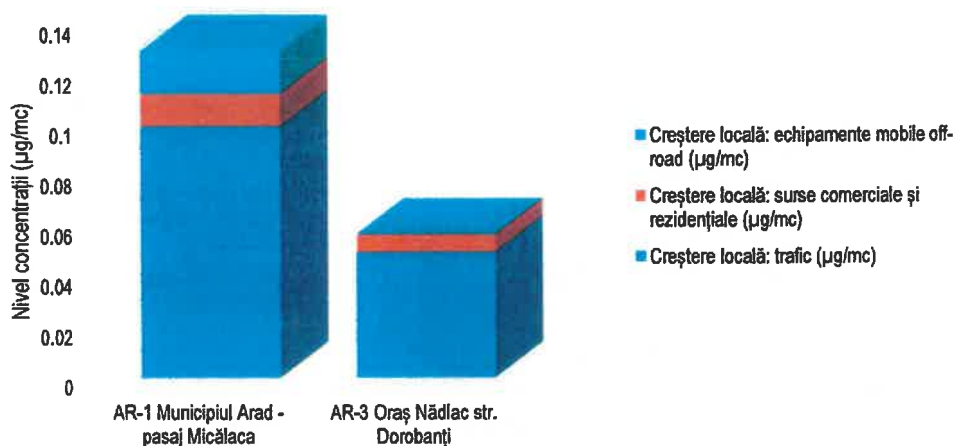 Nivel concentrații (µg/mc)
0.14
0.12
0.1
0.08
0.06
0.04
0.02
0
AR-1 Municipiul Arad -
pasaj Micălaca
AR-3 Oraș Nădlac str.
Dorobanți
Creștere locală: echipamente mobile off-
road (µg/mc)
Creștere locală: surse comerciale și
rezidențiale (µg/mc)
Creștere locală: trafic (µg/mc)